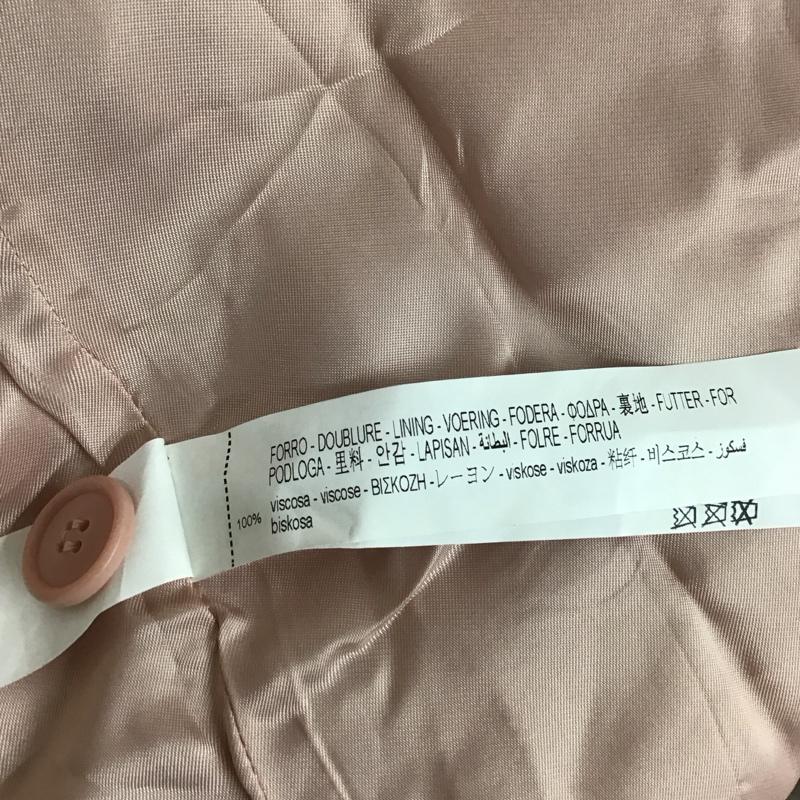 FORRO - DOUBLURE - LINING - VOERING - FODERA - ΦΟΔΡΑ - 裏地 - FUTTER - FOR
PODLOGA - 里料 - 안감 - LAPISAN - البطانة - FOLRE - FORRUA
100% viscosa - viscose - ΒΙΣΚΟΖΗ - レーヨン - viskose - viskoza - 粘纤 - 비스코스 - فسكوز
biskosa